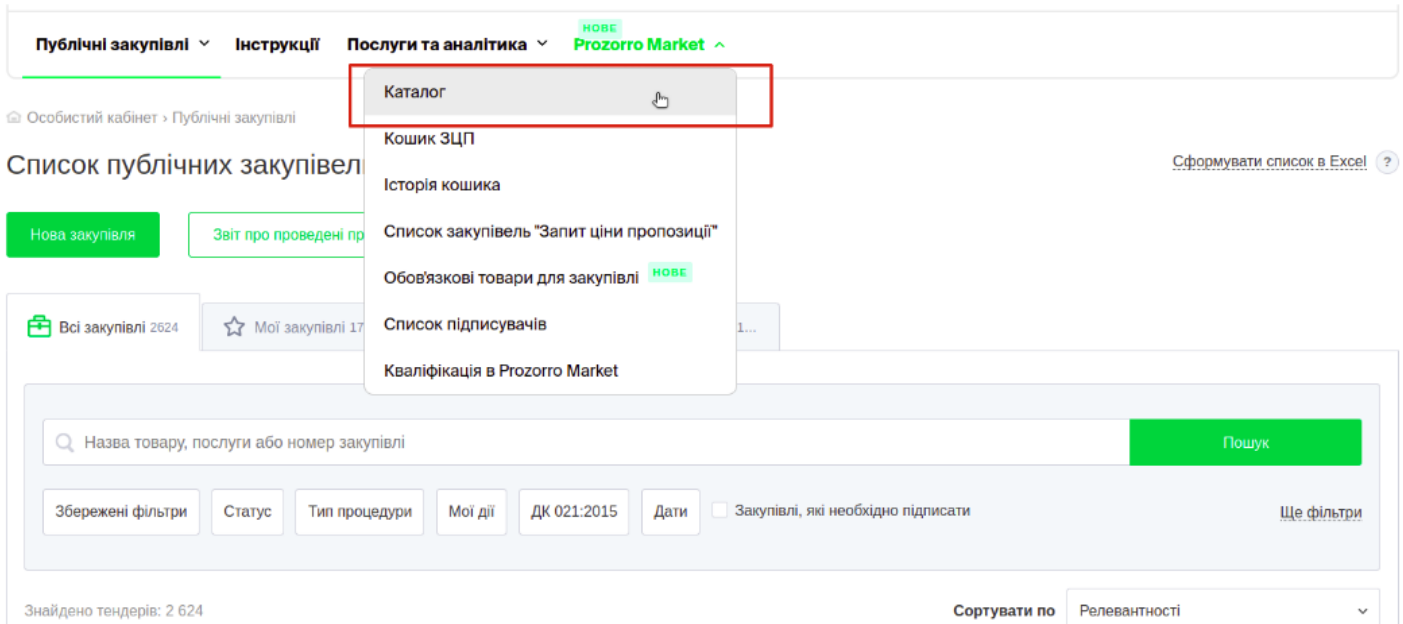 НОВЕ
Публічні закупівлі Інструкції Послуги та аналітика Prozorro Market
Каталог
Кошик ЗЦП
Історія кошика
Список закупівель "Запит ціни пропозиції"
Обов'язкові товари для закупівлі НОВЕ
Список підписувачів
Кваліфікація в Prozorro Market
Особистий кабінет › Публічні закупівлі
Список публічних закупівель
Сформувати список в Excel ?
Нова закупівля
Звіт про проведені пр
Всі закупівлі 2624 Мої закупівлі 17 1...
Назва товару, послуги або номер закупівлі Пошук
Збережені фільтри Статус Тип процедури Мої дії ДК 021:2015 Дати Закупівлі, які необхідно підписати Ще фільтри
Знайдено тендерів: 2 624 Сортувати по Релевантності